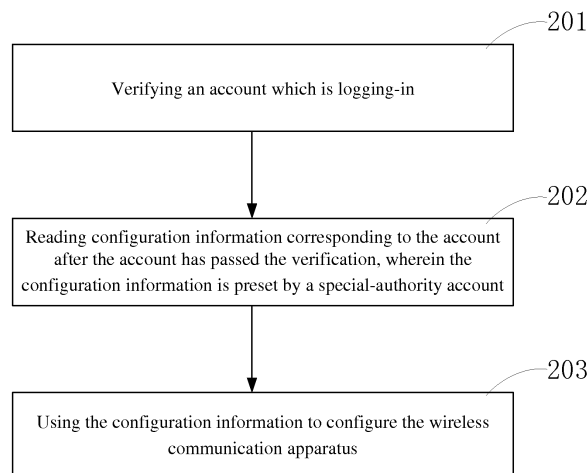 201
Verifying an account which is logging-in
202
Reading configuration information corresponding to the account
after the account has passed the verification, wherein the
configuration information is preset by a special-authority account
203
Using the configuration information to configure the wireless
communication apparatus